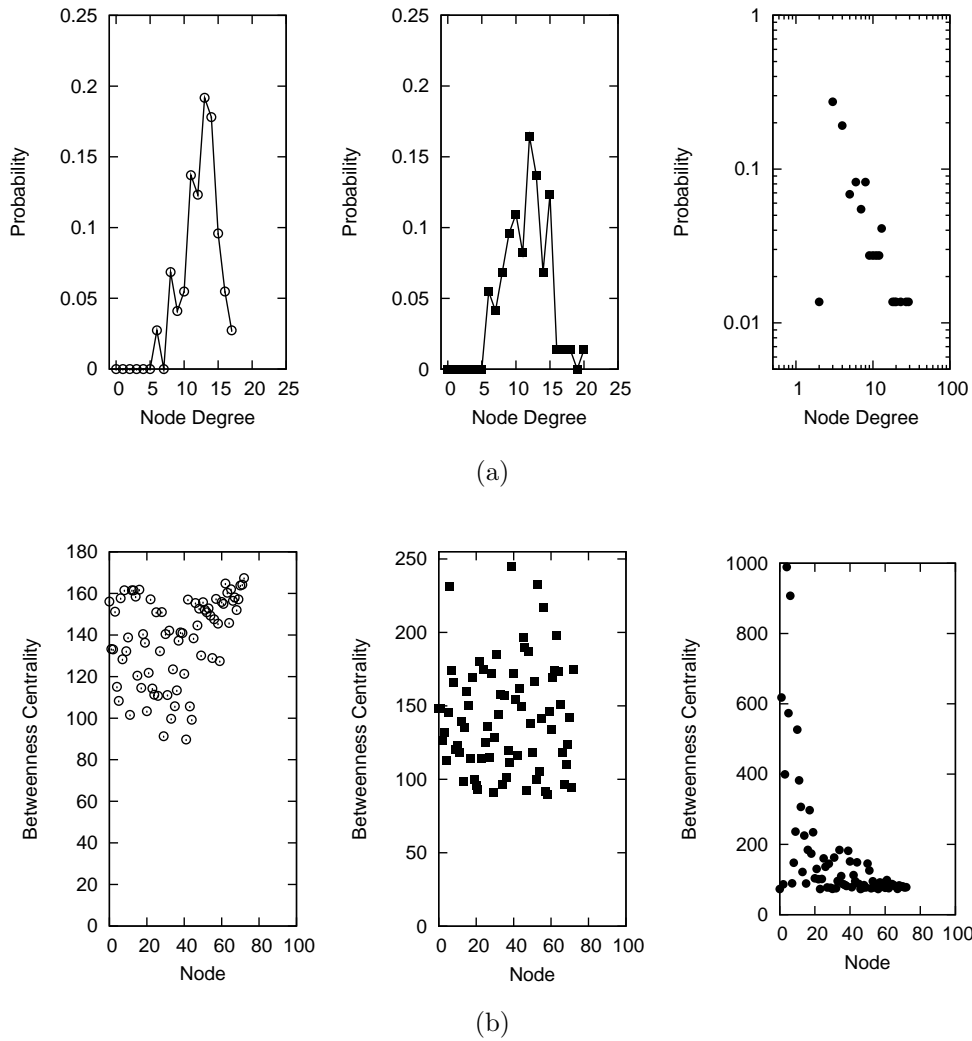 0.25
0.2
0.15
0.1
0.05
0
0 5 10 15 20 25
Probability
Node Degree
0.25
0.2
0.15
0.1
0.05
0
0 5 10 15 20 25
Probability
Node Degree
1
0.1
0.01
1 10 100
Probability
Node Degree
(a)
180
160
140
120
100
80
60
40
20
0
0 20 40 60 80 100
Betweenness Centrality
Node
250
200
150
100
50
0
0 20 40 60 80 100
Betweenness Centrality
Node
1000
800
600
400
200
0
0 20 40 60 80 100
Betweenness Centrality
Node
(b)